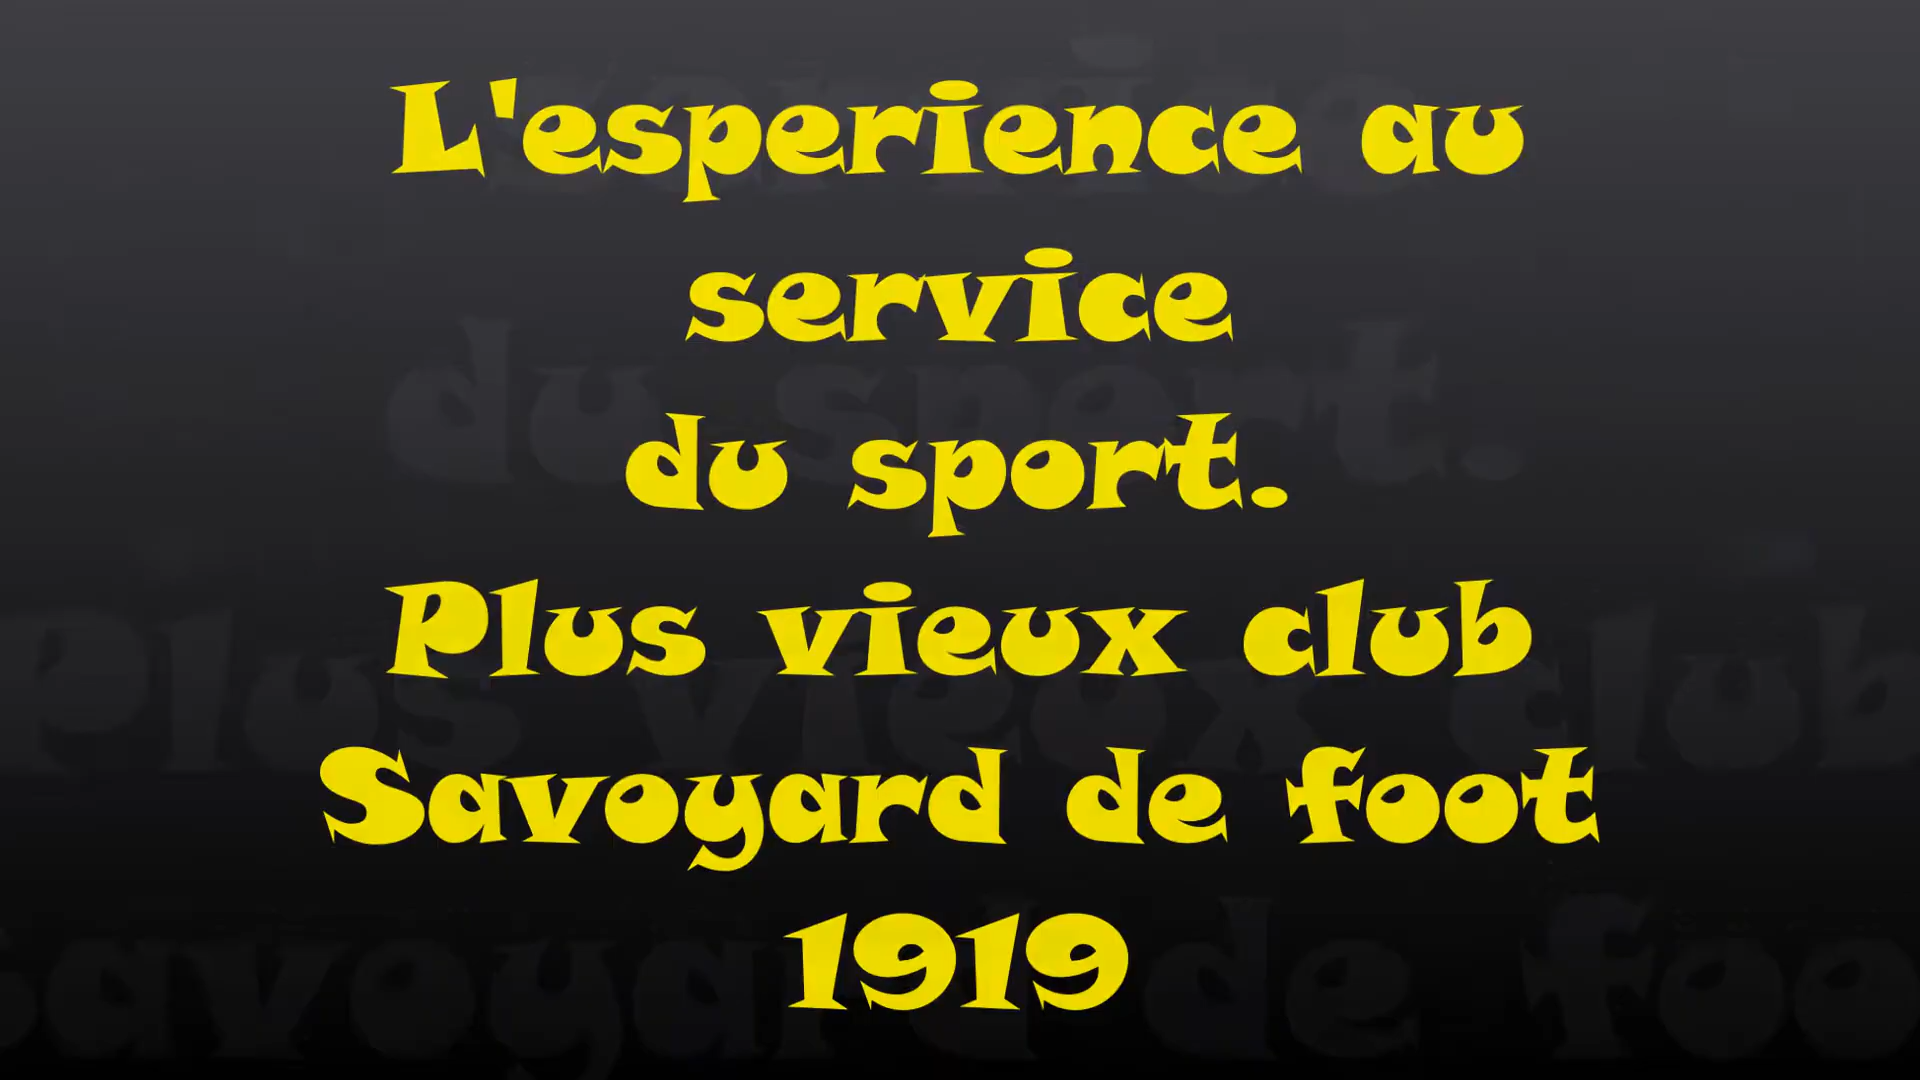 L'esperience au
service
du sport.
Plus vieux club
Savoyard de foot
1919